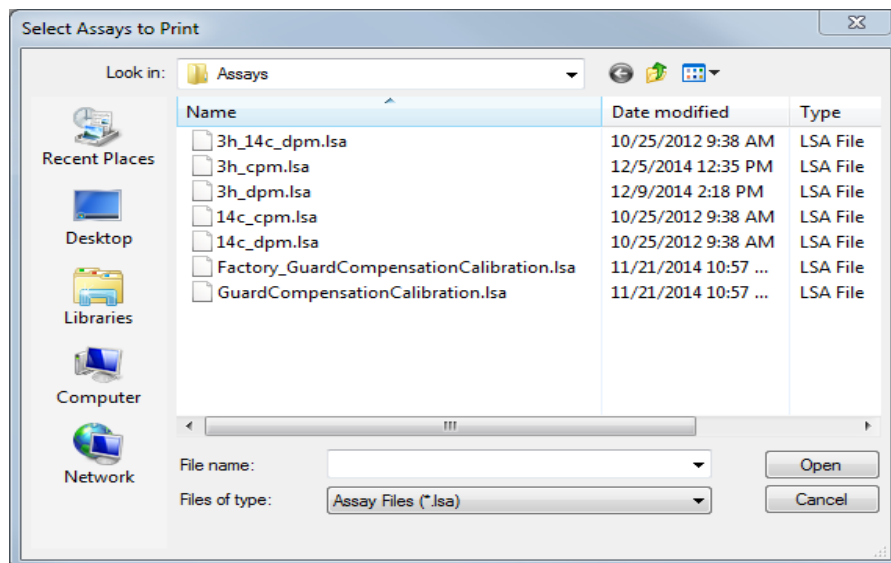 Select Assays to Print
Look in: Assays
Name Date modified Type
3h_14c_dpm.lsa 10/25/2012 9:38 AM LSA File
3h_cpm.lsa 12/5/2014 12:35 PM LSA File
3h_dpm.lsa 12/9/2014 2:18 PM LSA File
14c_cpm.lsa 10/25/2012 9:38 AM LSA File
14c_dpm.lsa 10/25/2012 9:38 AM LSA File
Factory_GuardCompensationCalibration.lsa 11/21/2014 10:57 ... LSA File
GuardCompensationCalibration.lsa 11/21/2014 10:57 ... LSA File
Recent Places
Desktop
Libraries
Computer
Network
File name: Open
Files of type: Assay Files (*.lsa) Cancel